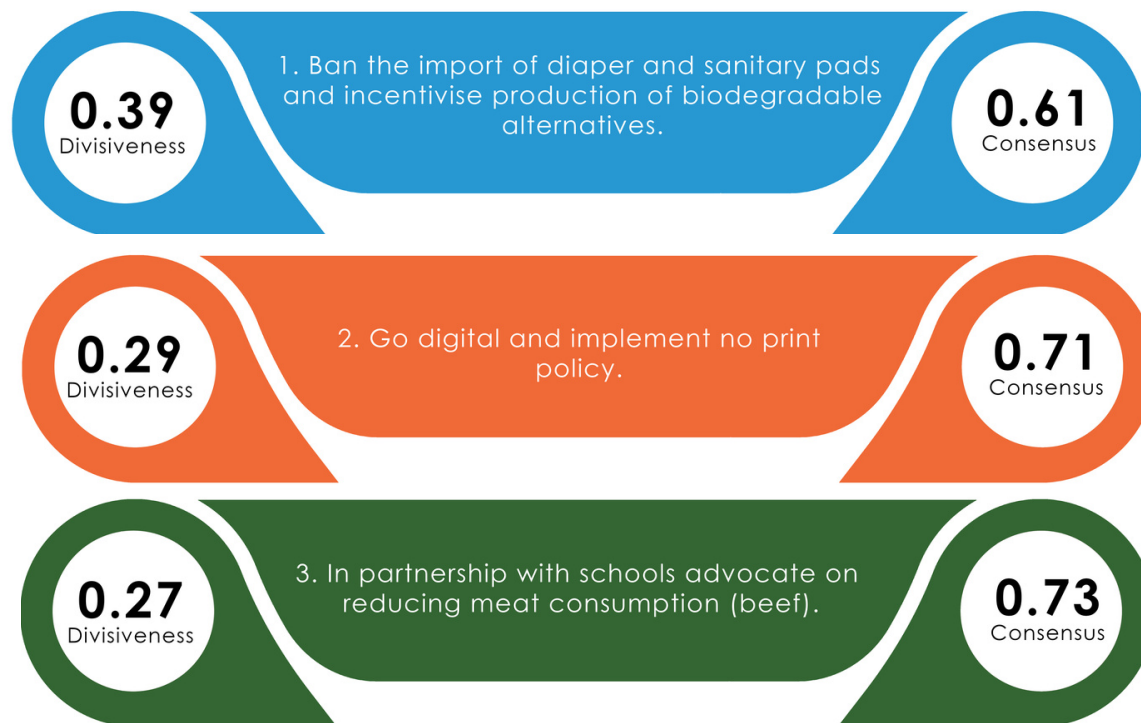 0.39
Divisiveness
1. Ban the import of diaper and sanitary pads
and incentivise production of biodegradable
alternatives.
0.61
Consensus
0.29
Divisiveness
2. Go digital and implement no print
policy.
0.71
Consensus
0.27
Divisiveness
3. In partnership with schools advocate on
reducing meat consumption (beef).
0.73
Consensus